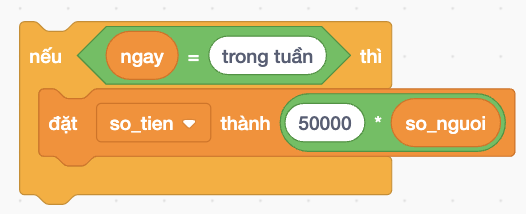 nếu ngay = trong tuần thì
đặt so_tien thành 50000 * so_nguoi